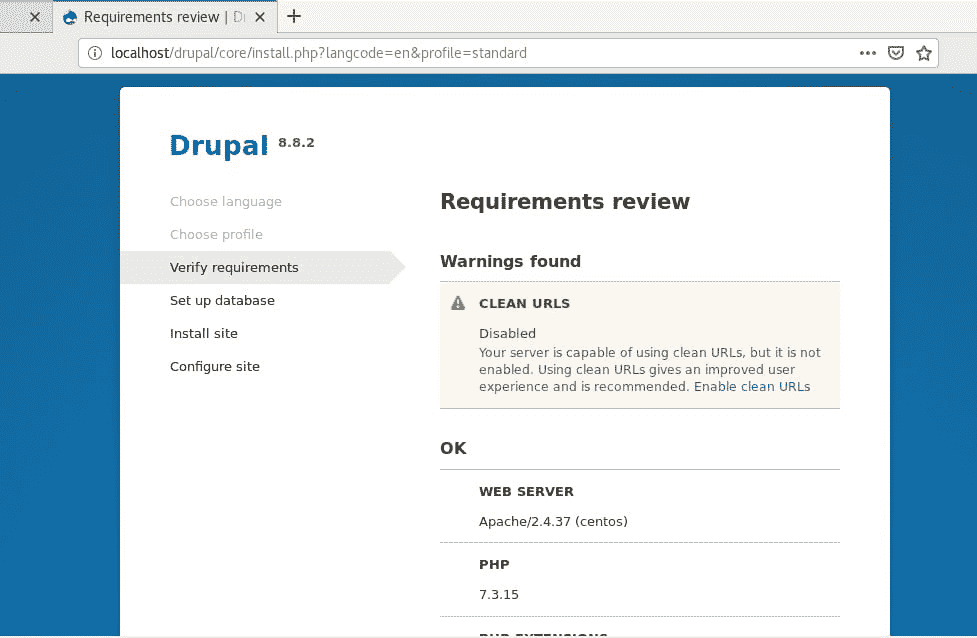 Requirements review | D
localhost/drupal/core/install.php?langcode=en&profile=standard
Drupal 8.8.2
Choose language
Choose profile
Verify requirements
Set up database
Install site
Configure site
Requirements review
Warnings found
CLEAN URLS
Disabled
Your server is capable of using clean URLs, but it is not
enabled. Using clean URLs gives an improved user
experience and is recommended. Enable clean URLs
OK
WEB SERVER
Apache/2.4.37 (centos)
PHP
7.3.15
PHP EXTENSIONS